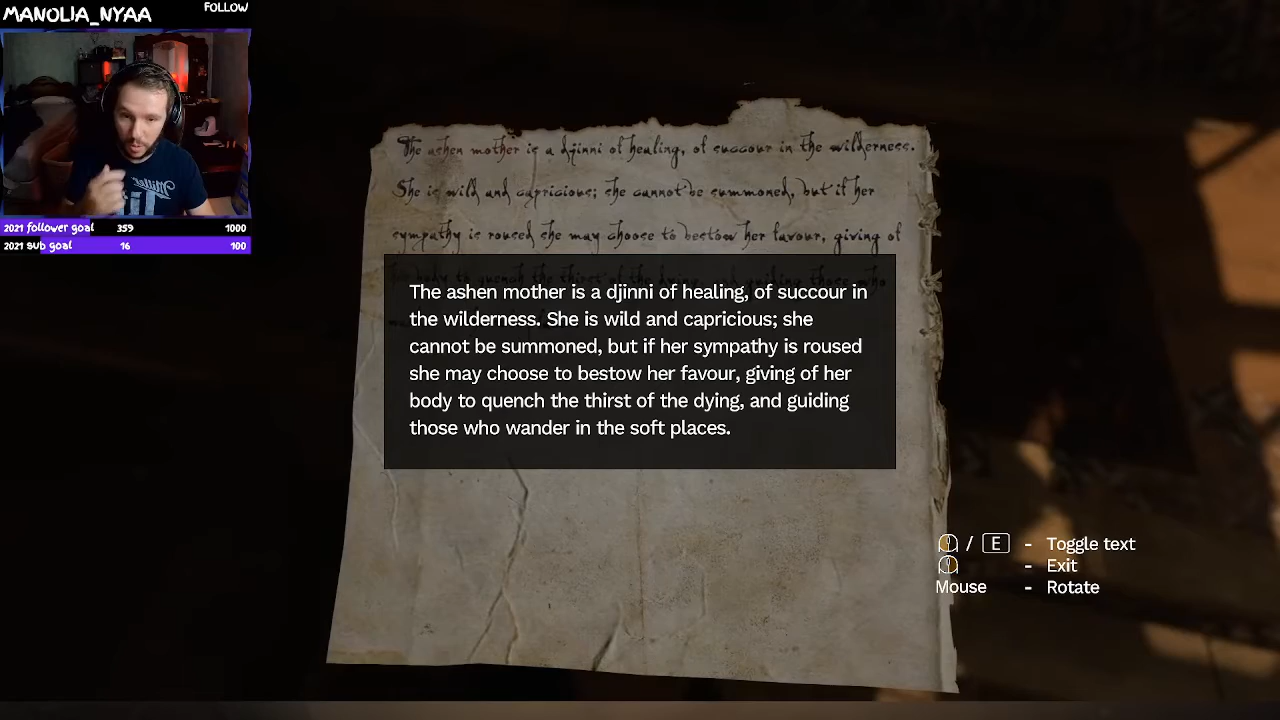 MANOLIA_NYAA
FOLLOW
2021 follower goal 359 1000
2021 sub goal 16 100
The ashen mother is a djinni of healing, of succour in the wilderness.
She is wild and capricious; she cannot be summoned, but if her
sympathy is roused she may choose to bestow her favour, giving of
The ashen mother is a djinni of healing, of succour in
the wilderness. She is wild and capricious; she
cannot be summoned, but if her sympathy is roused
she may choose to bestow her favour, giving of her
body to quench the thirst of the dying, and guiding
those who wander in the soft places.
/ E - Toggle text
- Exit
Mouse - Rotate